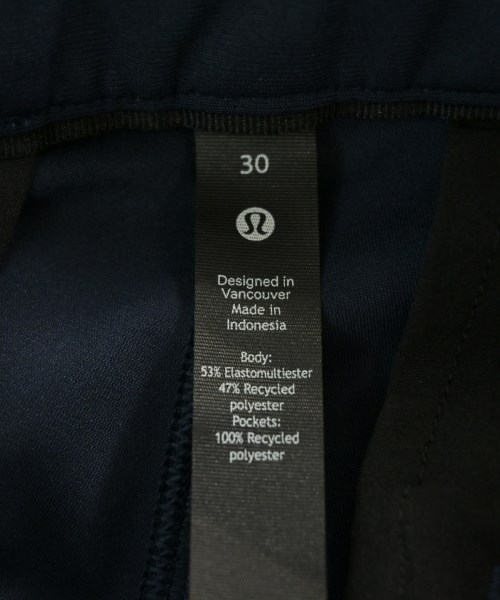 30
Designed in
Vancouver
Made in
Indonesia
Body:
53% Elastomultiester
47% Recycled
polyester
Pockets:
100% Recycled
polyester